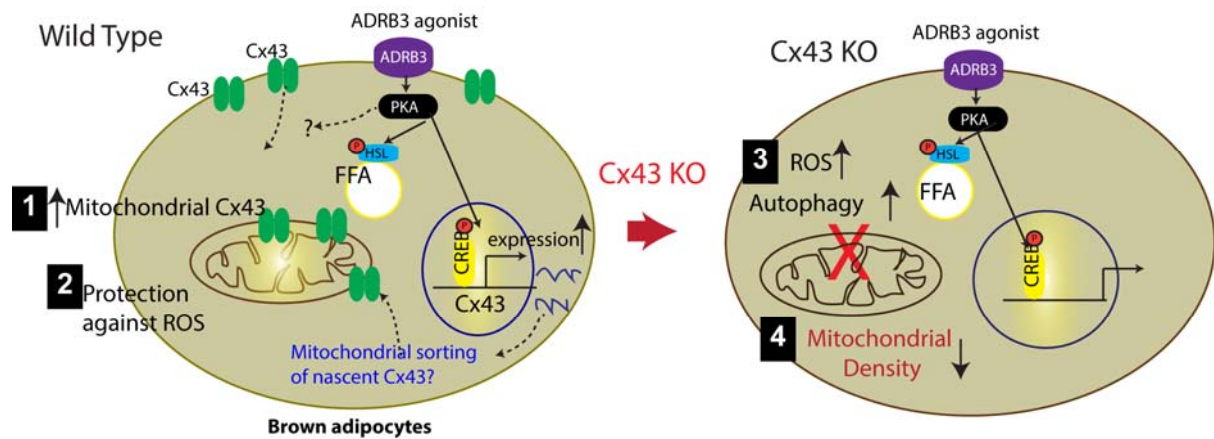 Wild Type
ADRB3 agonist
Cx43
Cx43
ADRB3
PKA
?
P
HSL
FFA
1
Mitochondrial Cx43
2
Protection
against ROS
P
CREB
expression
Cx43
Mitochondrial sorting
of nascent Cx43?
Brown adipocytes
Cx43 KO
Cx43 KO
ADRB3 agonist
ADRB3
PKA
P
HSL
FFA
3
ROS
Autophagy
X
P
CREB
4
Mitochondrial
Density